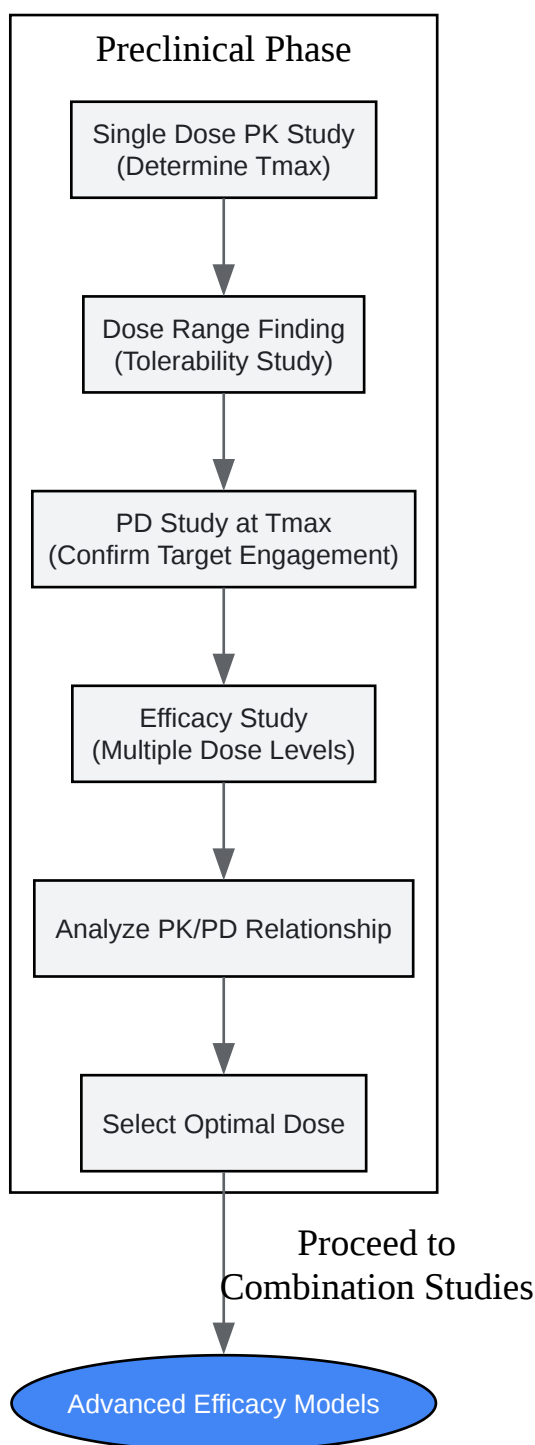 Preclinical Phase
Single Dose PK Study
(Determine Tmax)
Dose Range Finding
(Tolerability Study)
PD Study at Tmax
(Confirm Target Engagement)
Efficacy Study
(Multiple Dose Levels)
Analyze PK/PD Relationship
Select Optimal Dose
Proceed to
Combination Studies
Advanced Efficacy Models